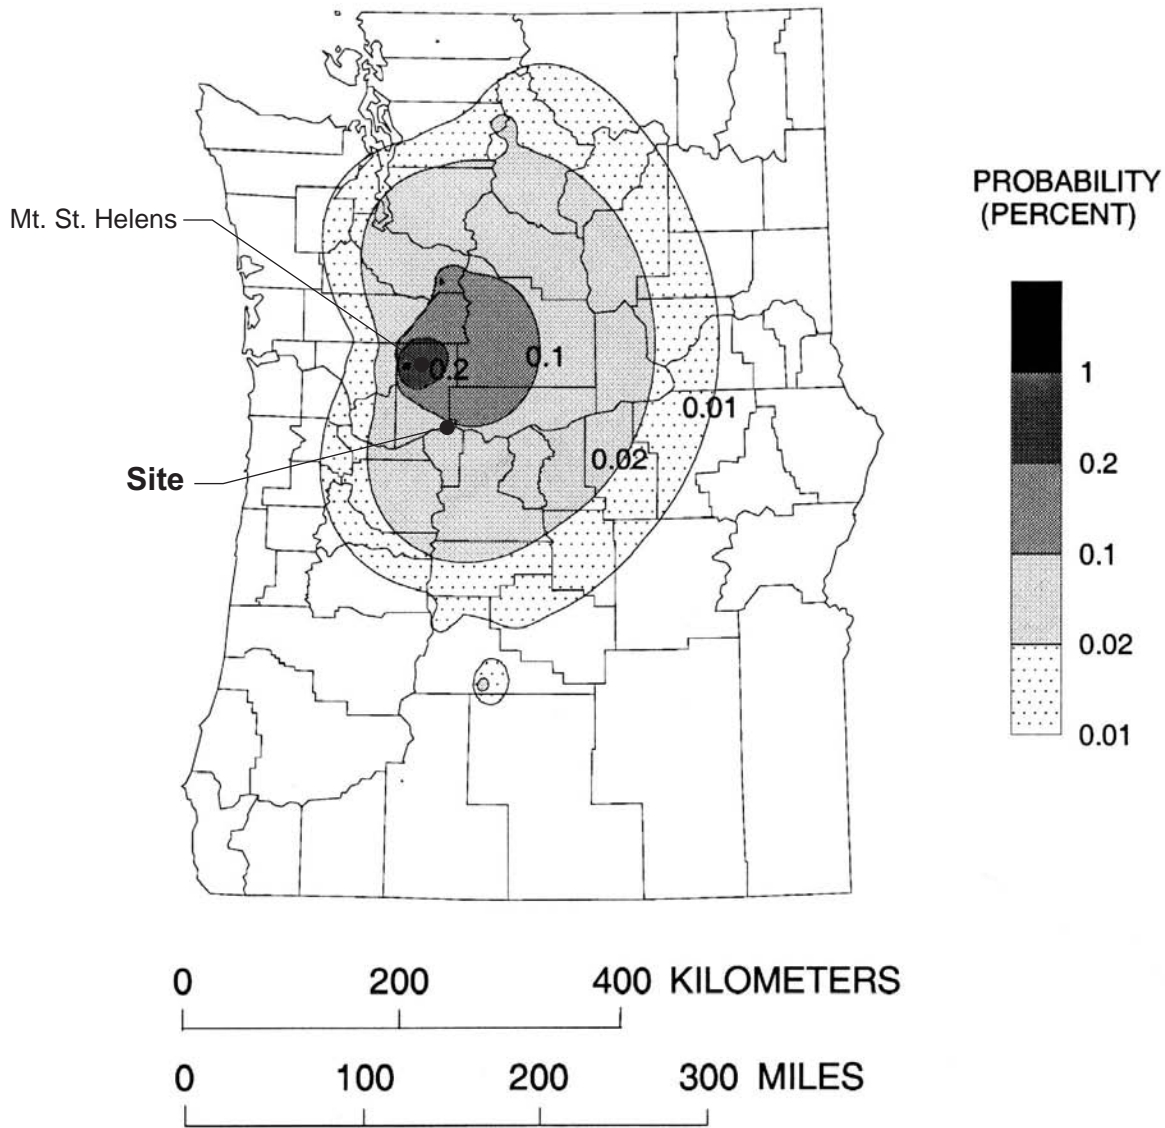 PROBABILITY
(PERCENT)
Mt. St. Helens
0.2
0.1
1
0.01
0.2
0.02
Site
0.1
0.02
0.01
0 200 400 KILOMETERS
0 100 200 300 MILES